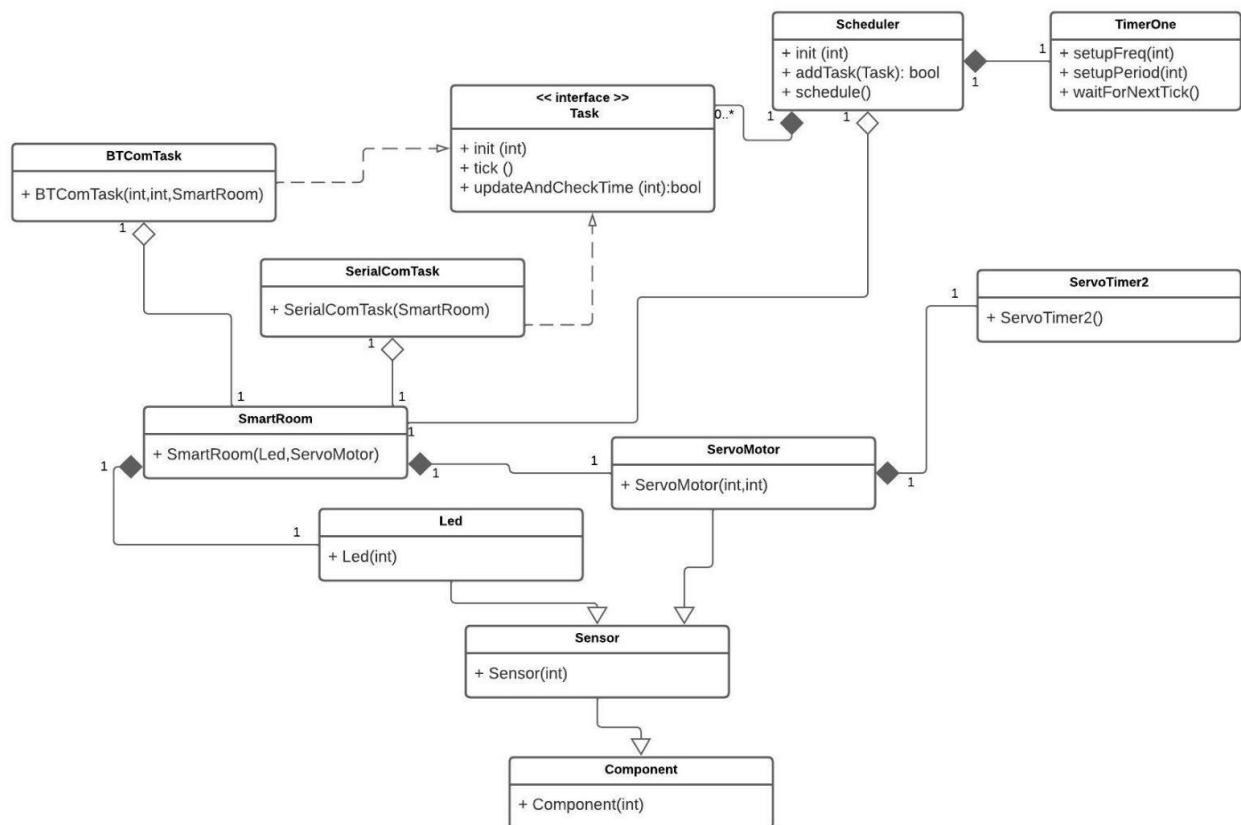 Scheduler
+ init (int)
+ addTask(Task): bool
+ schedule()
1
1
TimerOne
+ setupFreq(int)
+ setupPeriod(int)
+ waitForNextTick()
<< interface >>
Task
+ init (int)
+ tick ()
+ updateAndCheckTime (int):bool
0..*
1
1
BTComTask
+ BTComTask(int,int,SmartRoom)
1
SerialComTask
+ SerialComTask(SmartRoom)
1
ServoTimer2
+ ServoTimer2()
1
1
1
SmartRoom
+ SmartRoom(Led,ServoMotor)
1
1
1
1
ServoMotor
+ ServoMotor(int,int)
1
Led
+ Led(int)
1
Sensor
+ Sensor(int)
Component
+ Component(int)